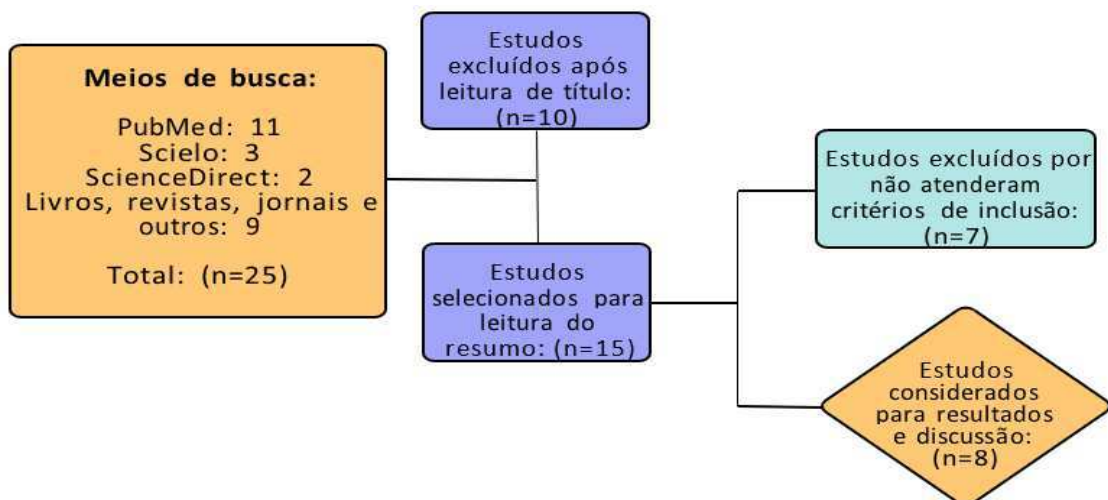 Meios de busca:
PubMed: 11
Scielo: 3
ScienceDirect: 2
Livros, revistas, jornais e
outros: 9
Total: (n=25)
Estudos
excluídos após
leitura de título:
(n=10)
Estudos
selecionados para
leitura do
resumo: (n=15)
Estudos excluídos por
não atenderam
critérios de inclusão:
(n=7)
Estudos
considerados
para resultados
e discussão:
(n=8)